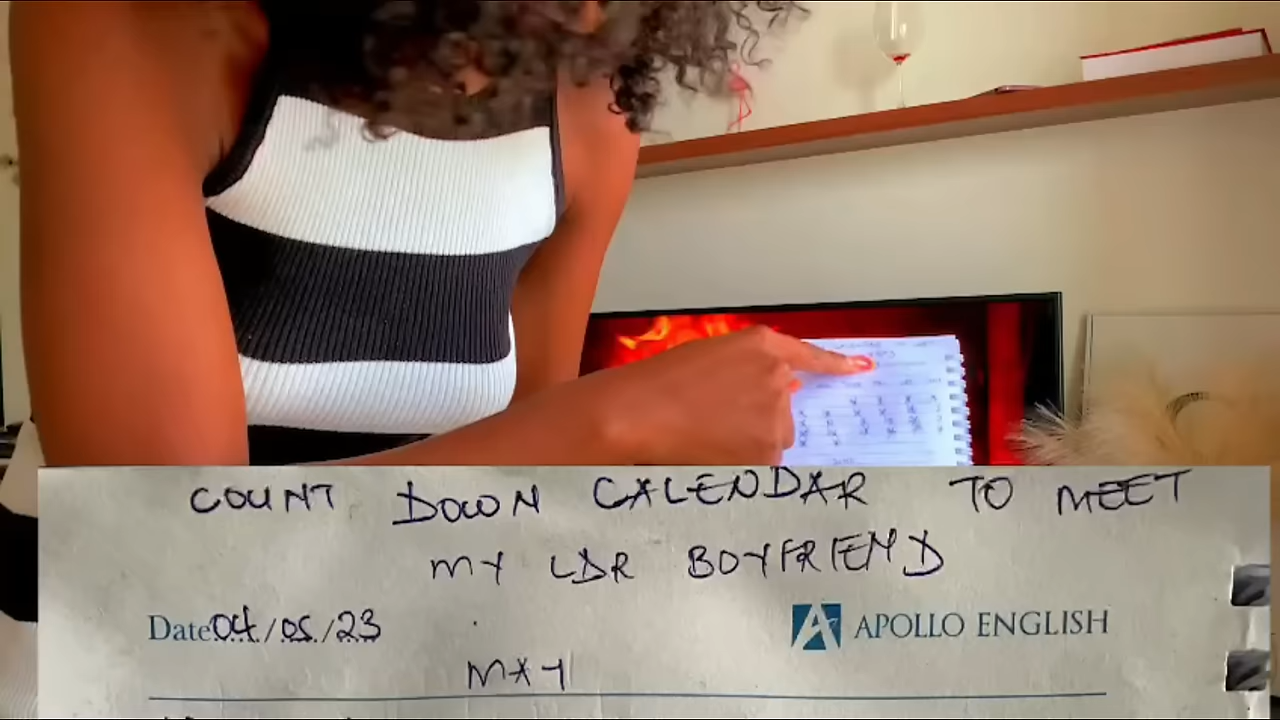 COUNT DOWN CALENDAR TO MEET
MY LDR BOYFRIEND
Date 04/05/23
APOLLO ENGLISH
MAY